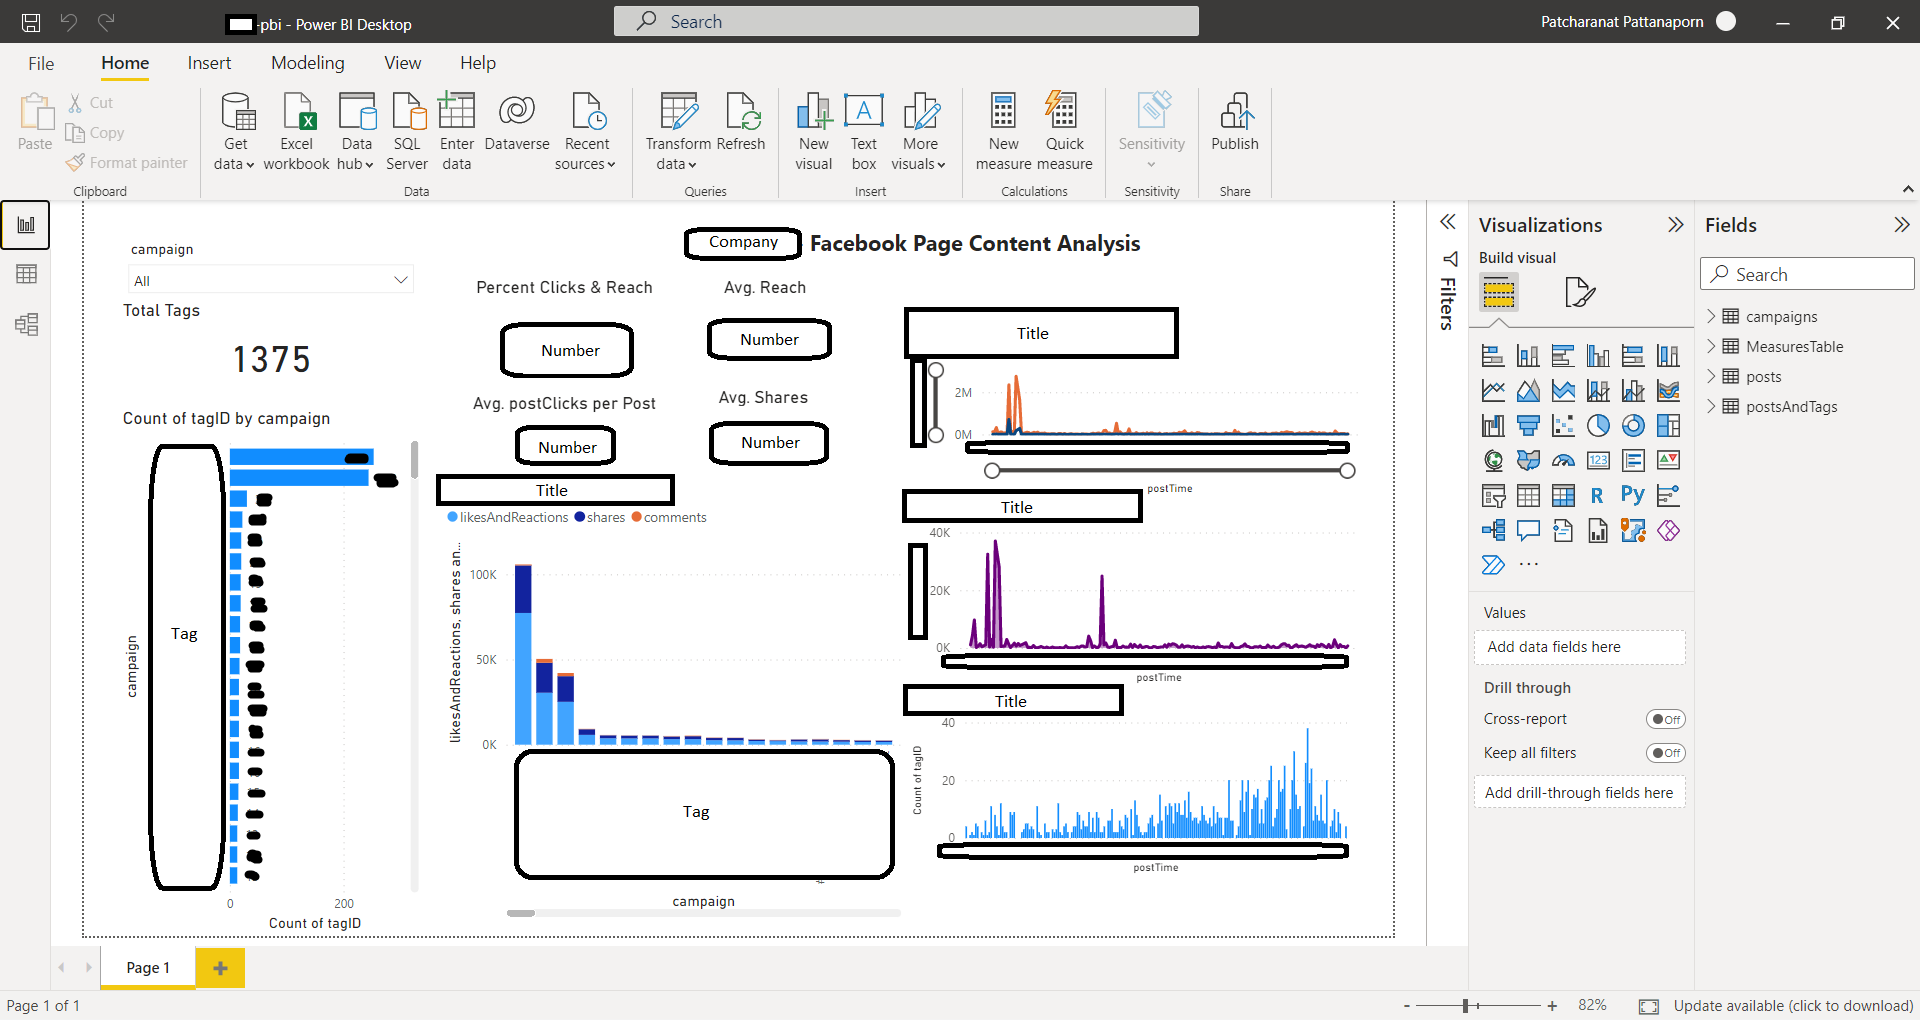 -pbi - Power BI Desktop
Search
Patcharanat Pattanaporn
File Home Insert Modeling View Help
Paste
Cut
Copy
Format painter
Clipboard
Get data
Excel workbook
Data hub
SQL Server
Enter data
Dataverse
Recent sources
Data
Transform data
Refresh
Queries
New visual
Text box
More visuals
Insert
New measure
Quick measure
Calculations
Sensitivity
Sensitivity
Publish
Share
campaign
All
Total Tags
1375
Count of tagID by campaign
campaign
Tag
0 200
Count of tagID
Company Facebook Page Content Analysis
Percent Clicks & Reach
Number
Avg. Reach
Number
Avg. postClicks per Post
Number
Avg. Shares
Number
Title
likesAndReactions shares comments
likesAndReactions, shares an...
100K
50K
0K
Tag
campaign
Title
2M
0M
postTime
Title
40K
20K
0K
postTime
Title
Count of tagID
40
20
0
postTime
Filters
Visualizations
Build visual
123
R
Py
...
Values
Add data fields here
Drill through
Cross-report Off
Keep all filters Off
Add drill-through fields here
Fields
Search
campaigns
MeasuresTable
posts
postsAndTags
Page 1
Page 1 of 1
- + 82%
Update available (click to download)